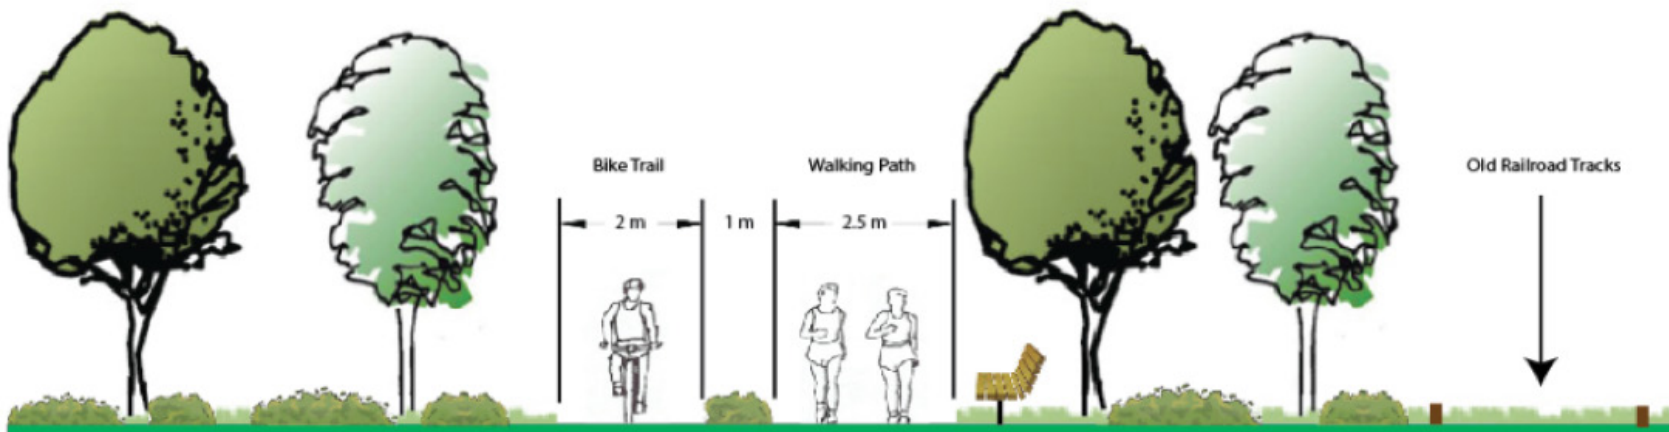 Bike Trail
Walking Path
Old Railroad Tracks
2 m
1 m
2.5 m